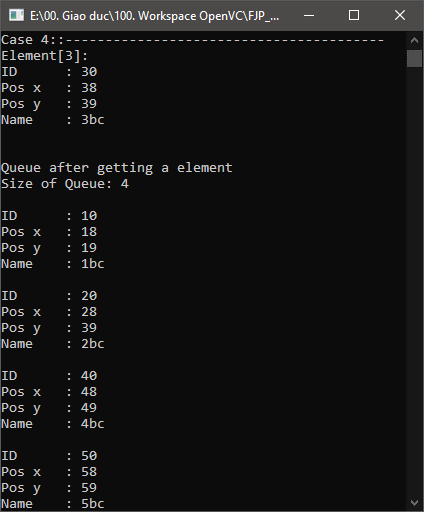 E:\00. Giao duc\100. Workspace OpenVC\FJP_...
Case 4::----------------------------------------
Element[3]:
ID      : 30
Pos x   : 38
Pos y   : 39
Name    : 3bc
Queue after getting a element
Size of Queue: 4
ID      : 10
Pos x   : 18
Pos y   : 19
Name    : 1bc
ID      : 20
Pos x   : 28
Pos y   : 39
Name    : 2bc
ID      : 40
Pos x   : 48
Pos y   : 49
Name    : 4bc
ID      : 50
Pos x   : 58
Pos y   : 59
Name    : 5bc